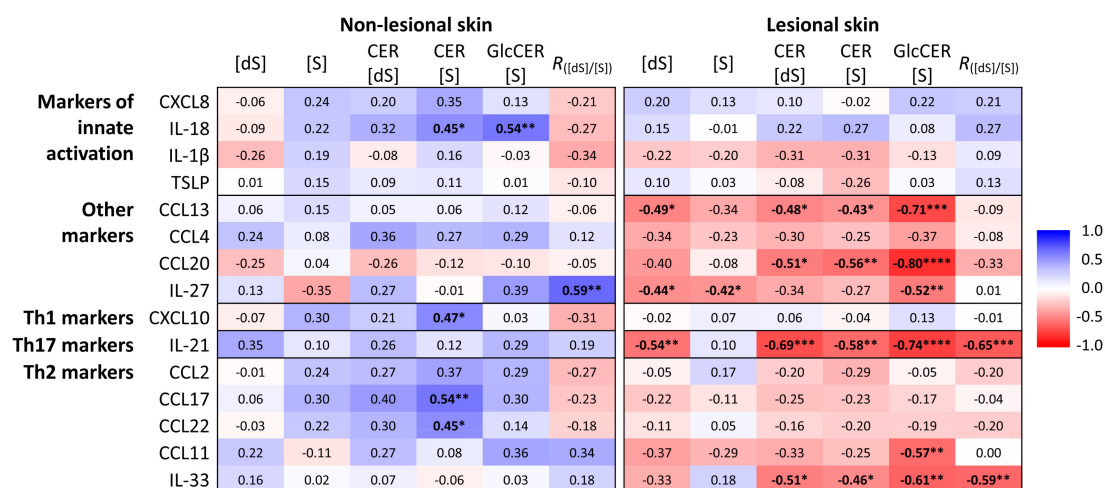 Non-lesional skin Lesional skin
[dS] [S] CER [dS] CER [S] GlcCER [S] R([dS]/[S]) [dS] [S] CER [dS] CER [S] GlcCER [S] R([dS]/[S])
Markers of innate activation
CXCL8 -0.06 0.24 0.20 0.35 0.13 -0.21 0.20 0.13 0.10 -0.02 0.22 0.21
IL-18 -0.09 0.22 0.32 0.45* 0.54** -0.27 0.15 -0.01 0.22 0.27 0.08 0.27
IL-1β -0.26 0.19 -0.08 0.16 -0.03 -0.34 -0.22 -0.20 -0.31 -0.31 -0.13 0.09
TSLP 0.01 0.15 0.09 0.11 0.01 -0.10 0.10 0.03 -0.08 -0.26 0.03 0.13
Other markers
CCL13 0.06 0.15 0.05 0.06 0.12 -0.06 -0.49* -0.34 -0.48* -0.43* -0.71*** -0.09
CCL4 0.24 0.08 0.36 0.27 0.29 0.12 -0.34 -0.23 -0.30 -0.25 -0.37 -0.08
CCL20 -0.25 0.04 -0.26 -0.12 -0.10 -0.05 -0.40 -0.08 -0.51* -0.56** -0.80**** -0.33
IL-27 0.13 -0.35 0.27 -0.01 0.39 0.59** -0.44* -0.42* -0.34 -0.27 -0.52** 0.01
Th1 markers CXCL10 -0.07 0.30 0.21 0.47* 0.03 -0.31 -0.02 0.07 0.06 -0.04 0.13 -0.01
Th17 markers IL-21 0.35 0.10 0.26 0.12 0.29 0.19 -0.54** 0.10 -0.69*** -0.58** -0.74**** -0.65***
Th2 markers CCL2 -0.01 0.24 0.27 0.37 0.29 -0.27 -0.05 0.17 -0.20 -0.29 -0.05 -0.20
CCL17 0.06 0.30 0.40 0.54** 0.30 -0.23 -0.22 -0.11 -0.25 -0.23 -0.17 -0.04
CCL22 -0.03 0.22 0.30 0.45* 0.14 -0.18 -0.11 0.05 -0.16 -0.20 -0.19 -0.20
CCL11 0.22 -0.11 0.27 0.08 0.36 0.34 -0.37 -0.29 -0.33 -0.25 -0.57** 0.00
IL-33 0.16 0.02 0.07 -0.06 0.03 0.18 -0.33 0.18 -0.51* -0.46* -0.61** -0.59**
1.0
0.5
0.0
-0.5
-1.0